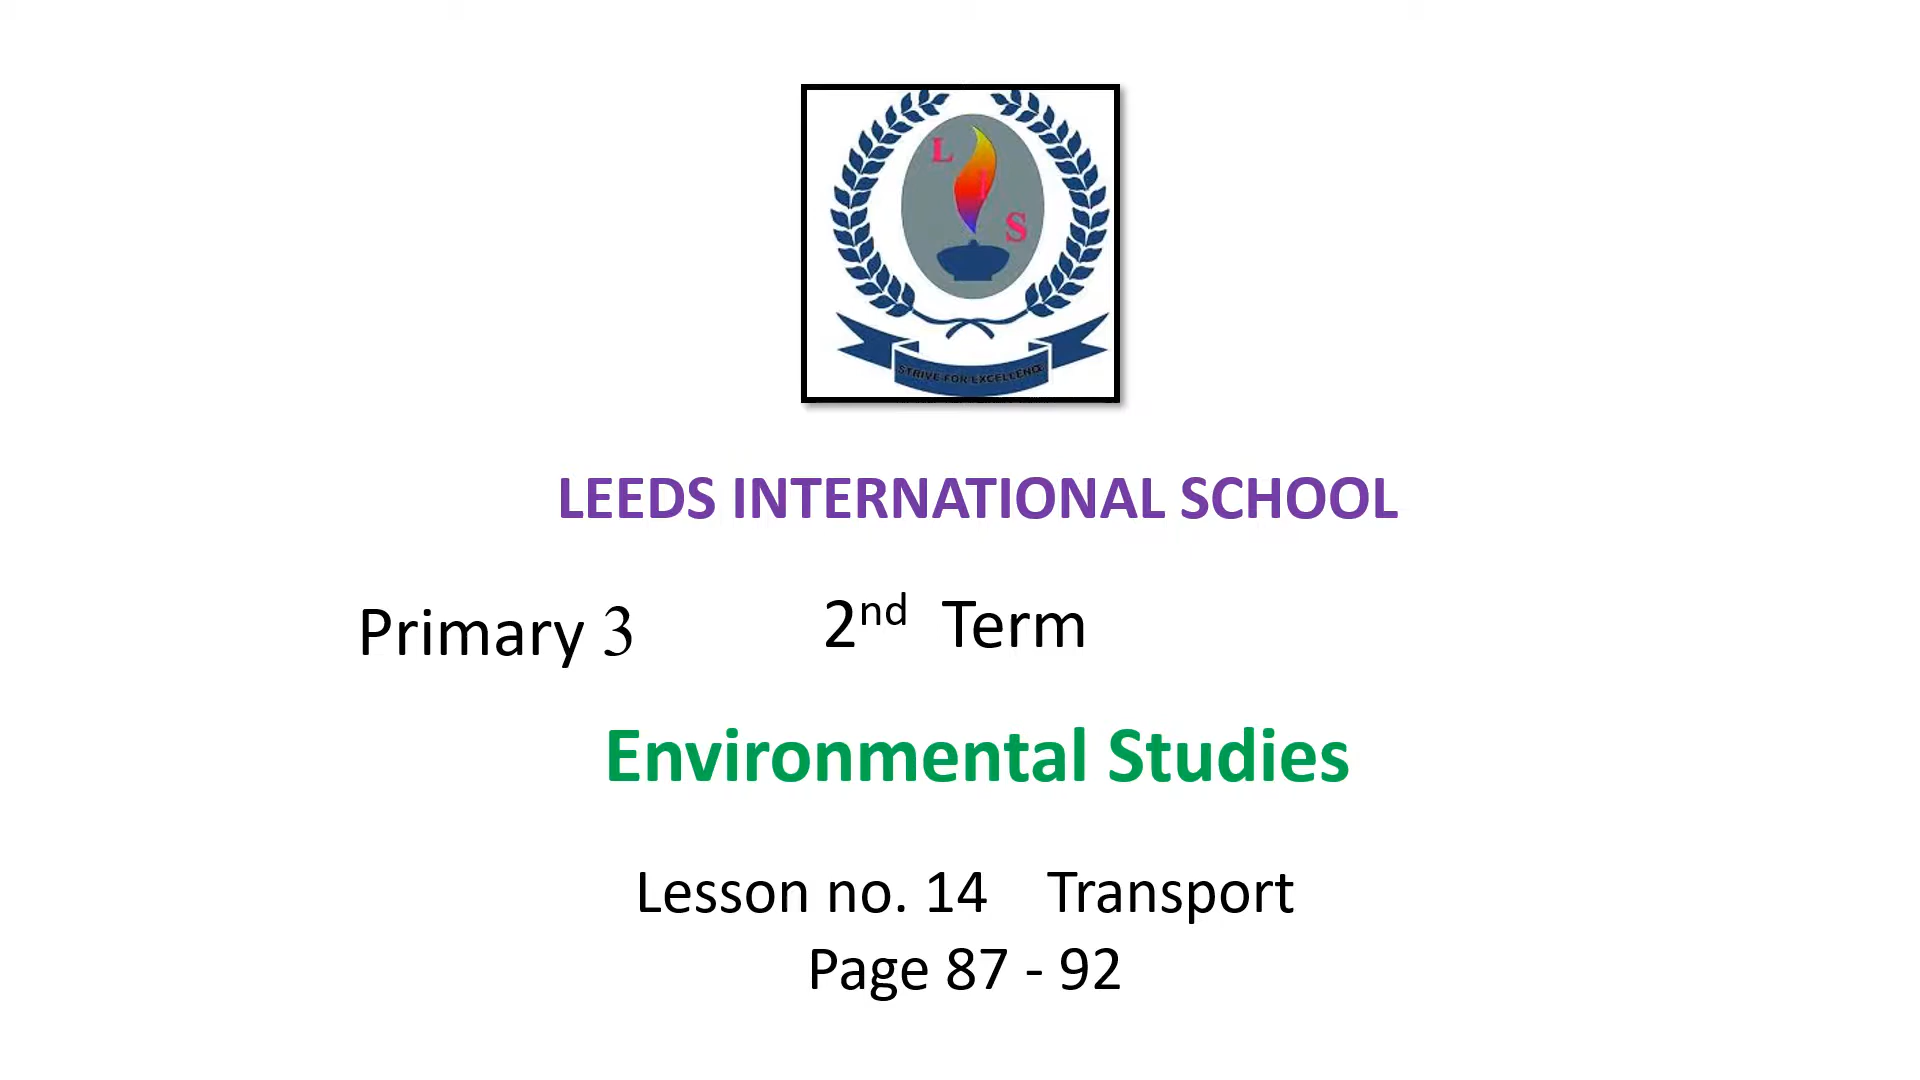 L
I
S
STRIVE FOR EXCELLENCE
LEEDS INTERNATIONAL SCHOOL
Primary 3 2nd Term
Environmental Studies
Lesson no. 14 Transport
Page 87 - 92